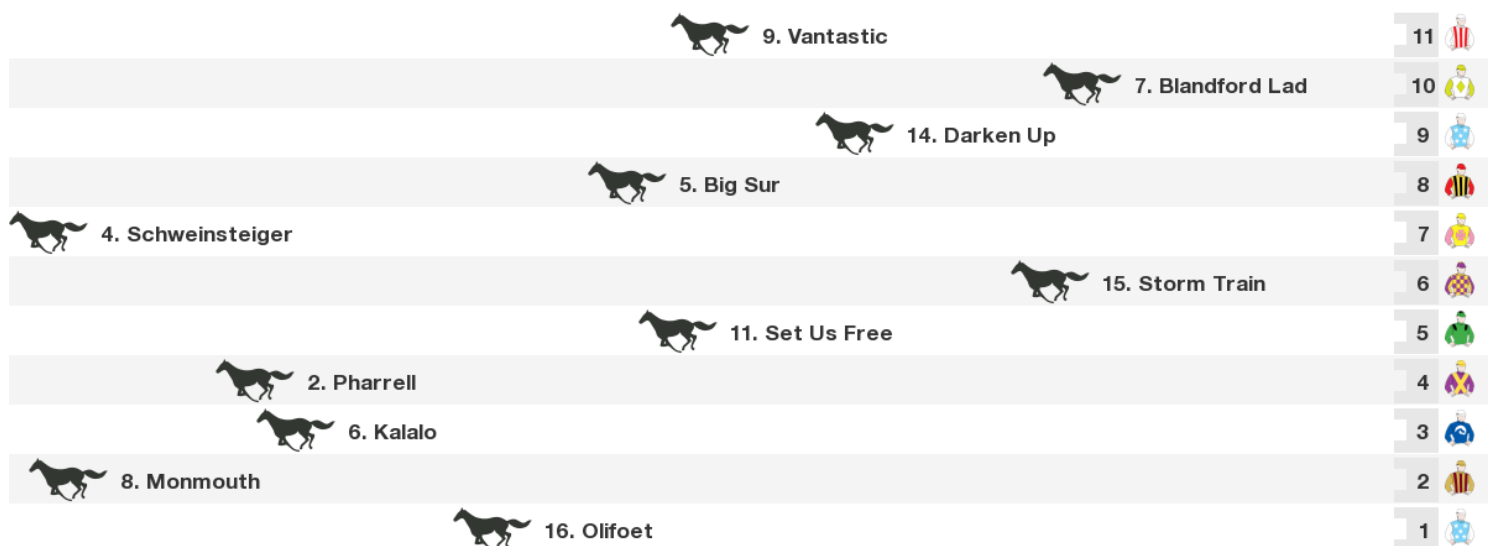 9. Vantastic 11
7. Blandford Lad 10
14. Darken Up 9
5. Big Sur 8
4. Schweinsteiger 7
15. Storm Train 6
11. Set Us Free 5
2. Pharrell 4
6. Kalalo 3
8. Monmouth 2
16. Olifoet 1